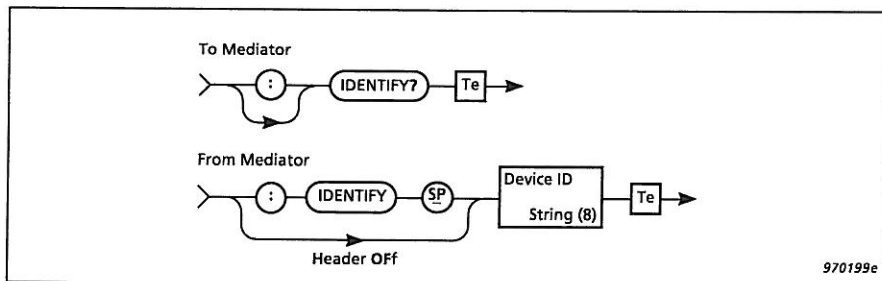 To Mediator
: IDENTIFY? Te
From Mediator
: IDENTIFY SP Device ID
String (8) Te
Header OFf
970199e